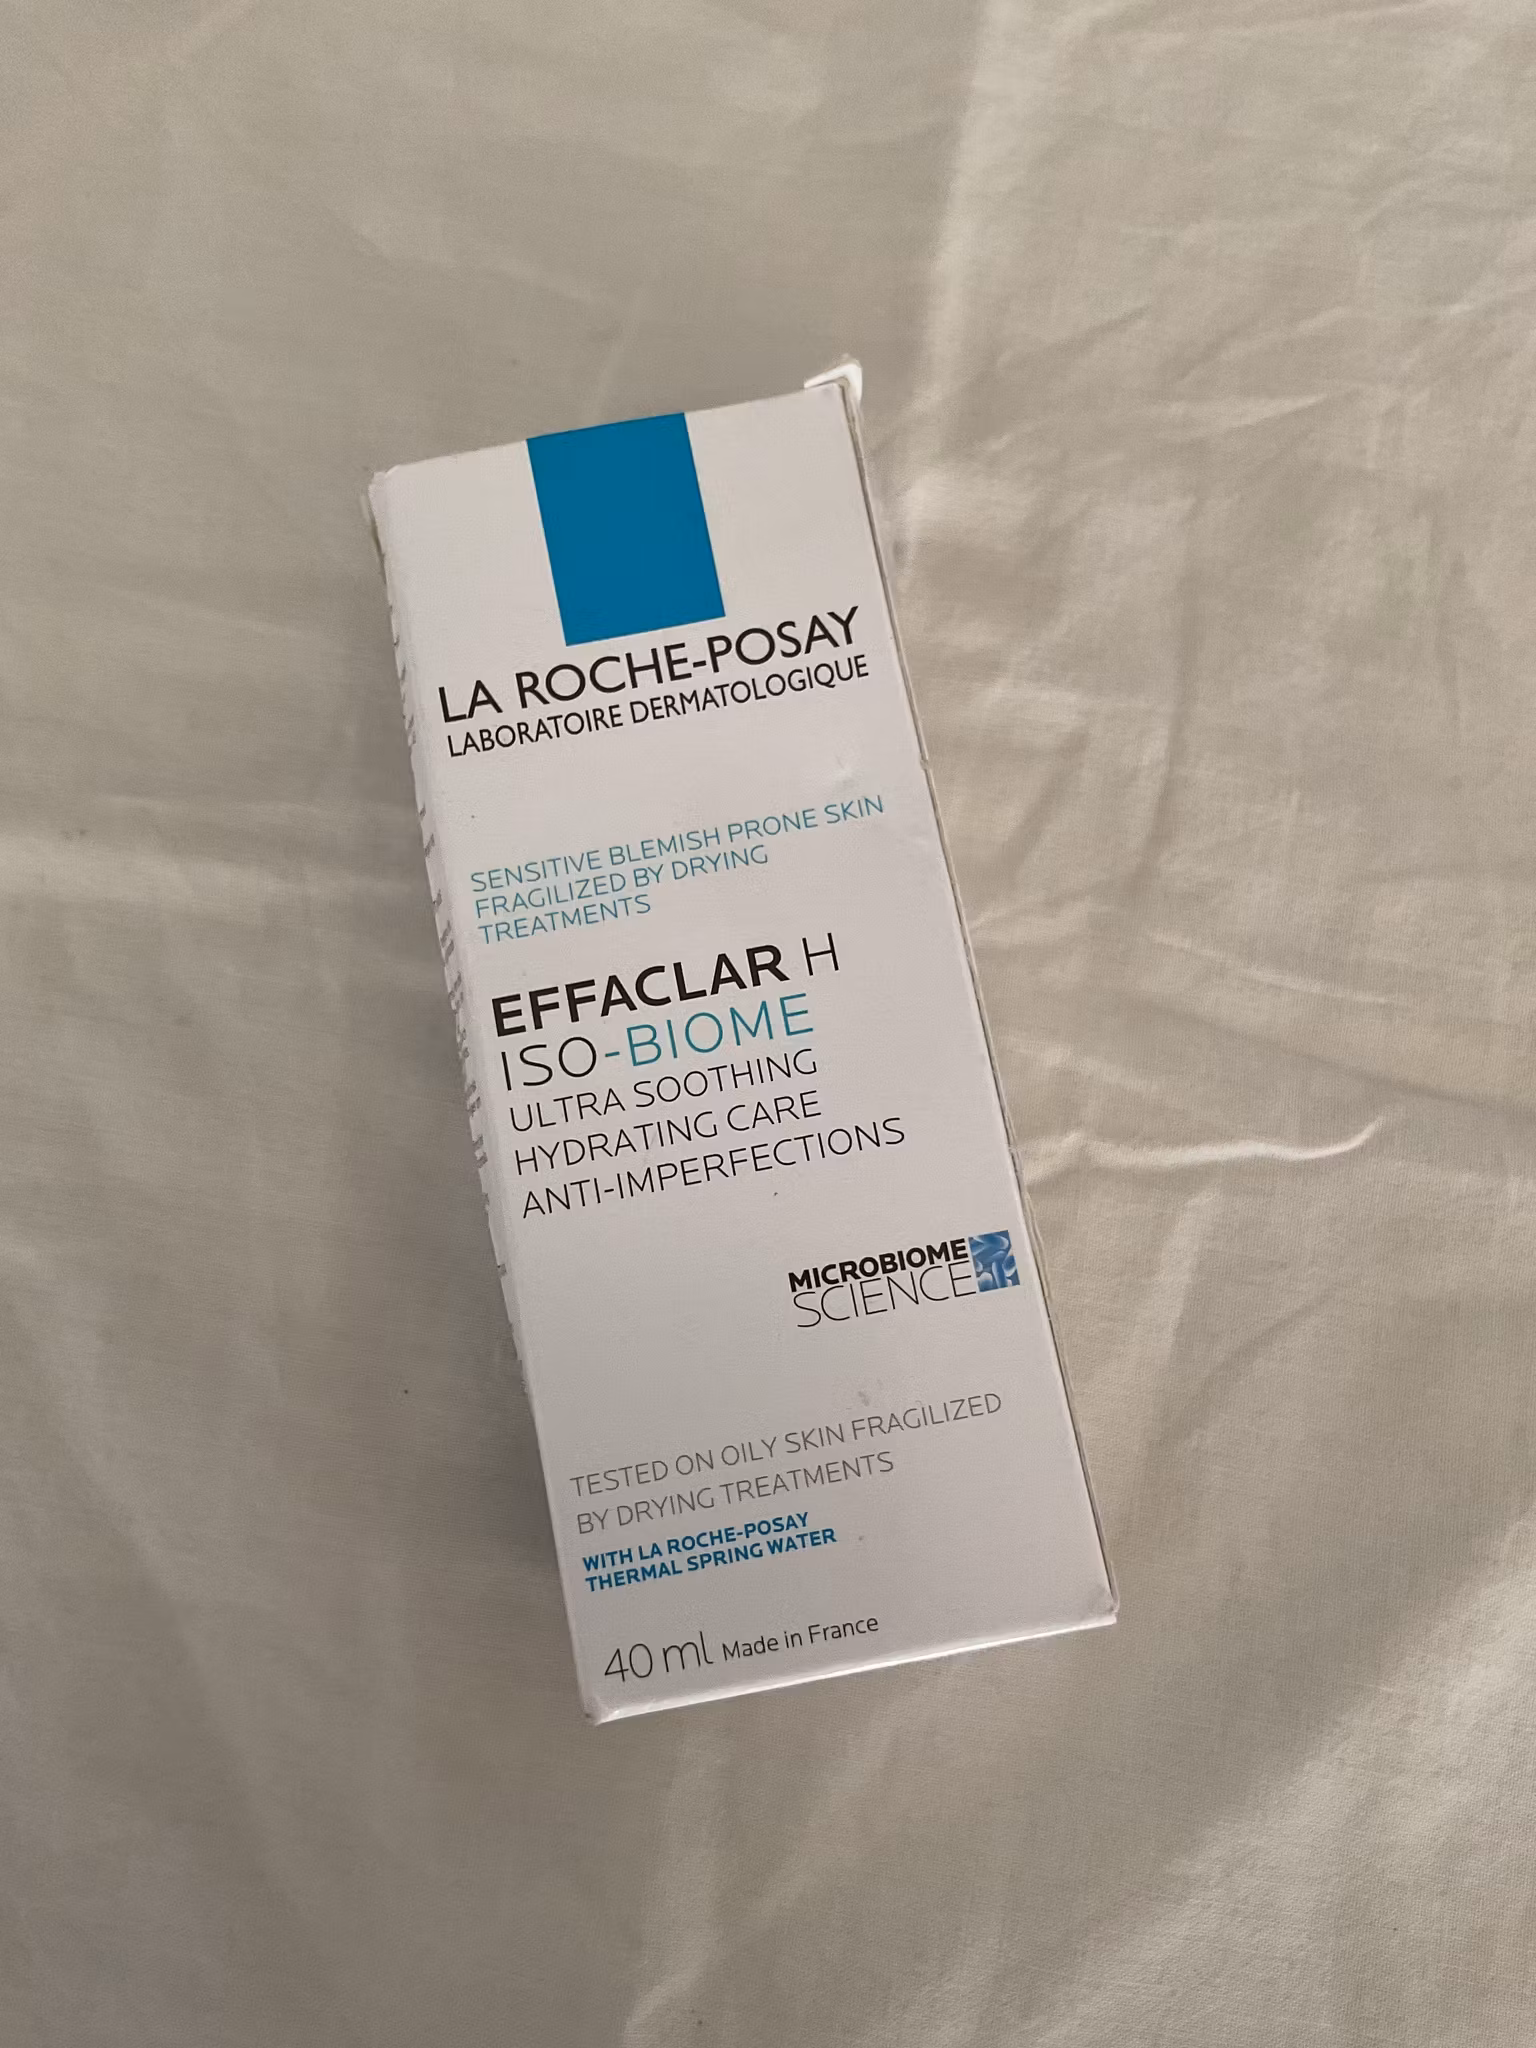 LA ROCHE-POSAY
LABORATOIRE DERMATOLOGIQUE
SENSITIVE BLEMISH PRONE SKIN
FRAGILIZED BY DRYING
TREATMENTS
EFFACLAR H
ISO-BIOME
ULTRA SOOTHING
HYDRATING CARE
ANTI-IMPERFECTIONS
MICROBIOME
SCIENCE
TESTED ON OILY SKIN FRAGILIZED
BY DRYING TREATMENTS
WITH LA ROCHE-POSAY
THERMAL SPRING WATER
40 ml Made in France